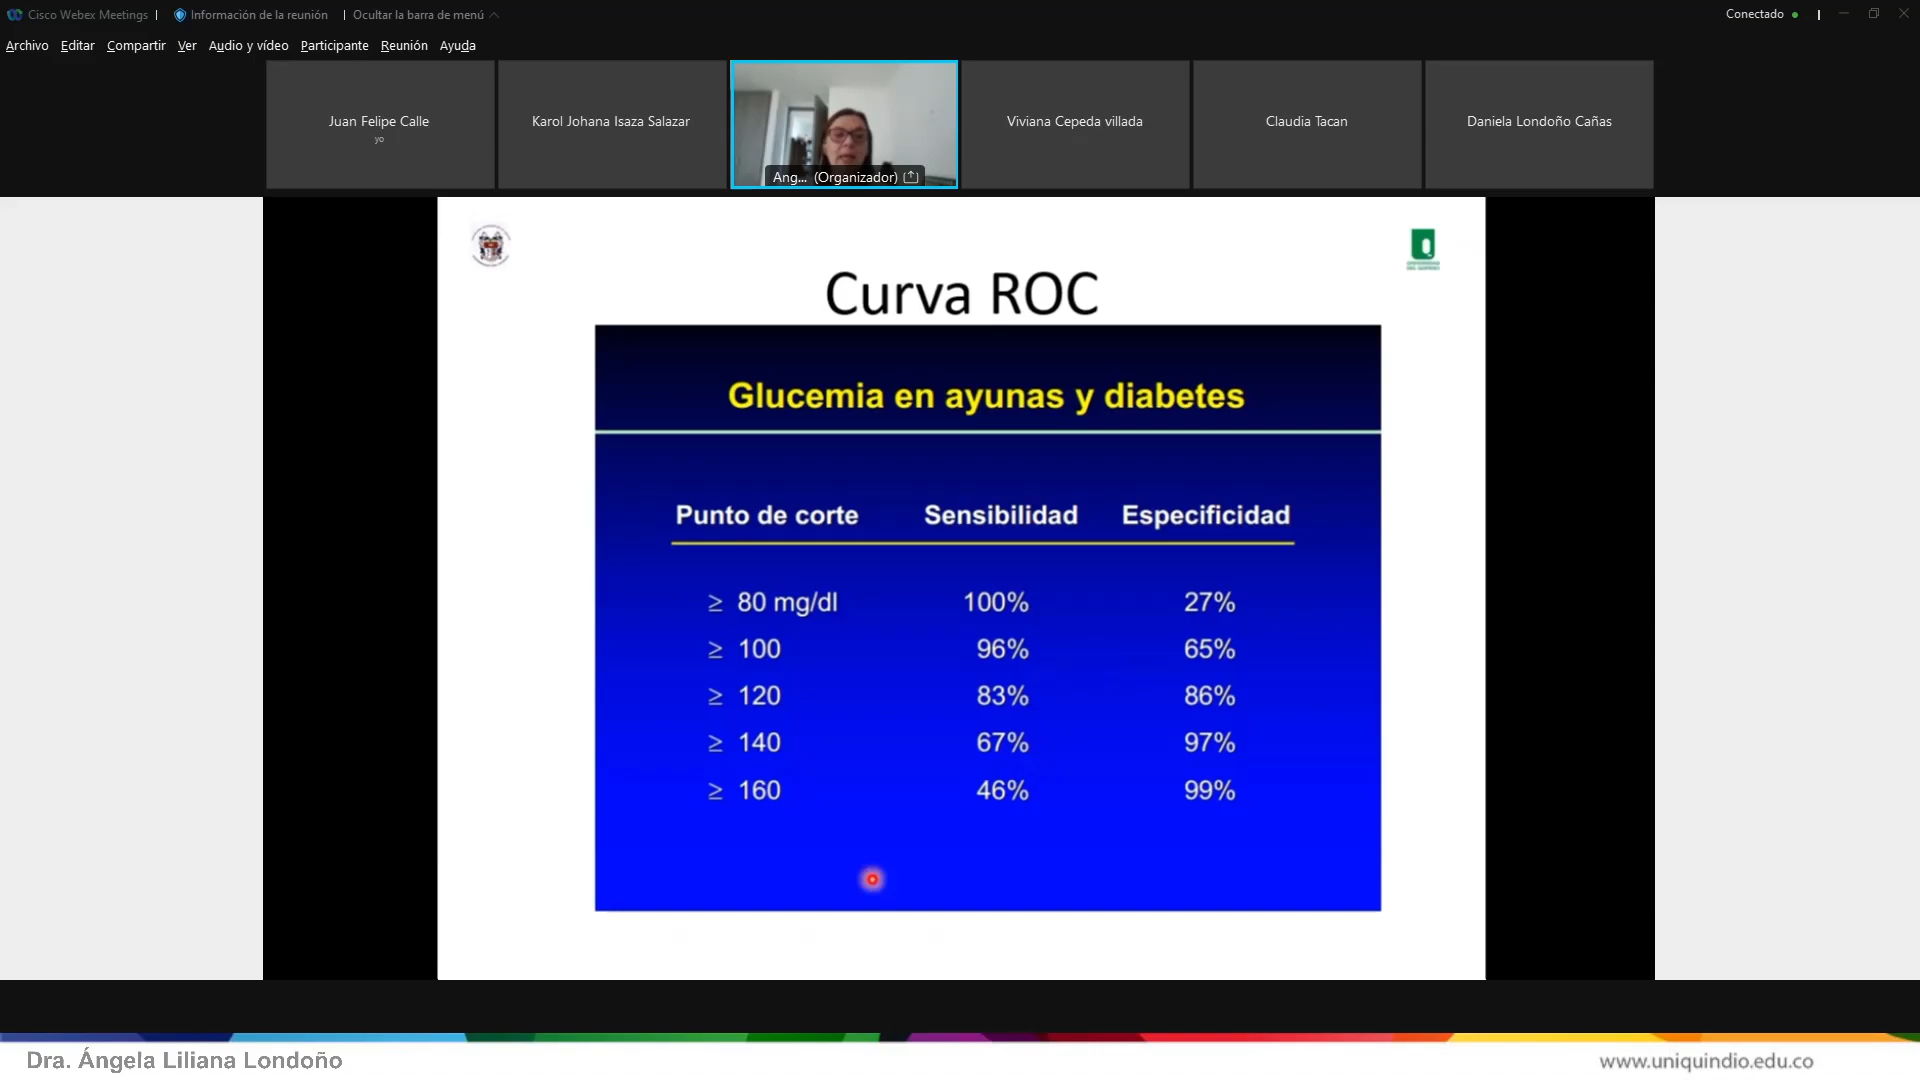 Cisco Webex Meetings | Información de la reunión | Ocultar la barra de menú
Conectado
Archivo Editar Compartir Ver Audio y vídeo Participante Reunión Ayuda
Juan Felipe Calle
yo
Karol Johana Isaza Salazar
Ang... (Organizador)
Viviana Cepeda villada
Claudia Tacan
Daniela Londoño Cañas
Curva ROC
Glucemia en ayunas y diabetes
Punto de corte Sensibilidad Especificidad
≥ 80 mg/dl 100% 27%
≥ 100 96% 65%
≥ 120 83% 86%
≥ 140 67% 97%
≥ 160 46% 99%
Dra. Ángela Liliana Londoño
www.uniquindio.edu.co